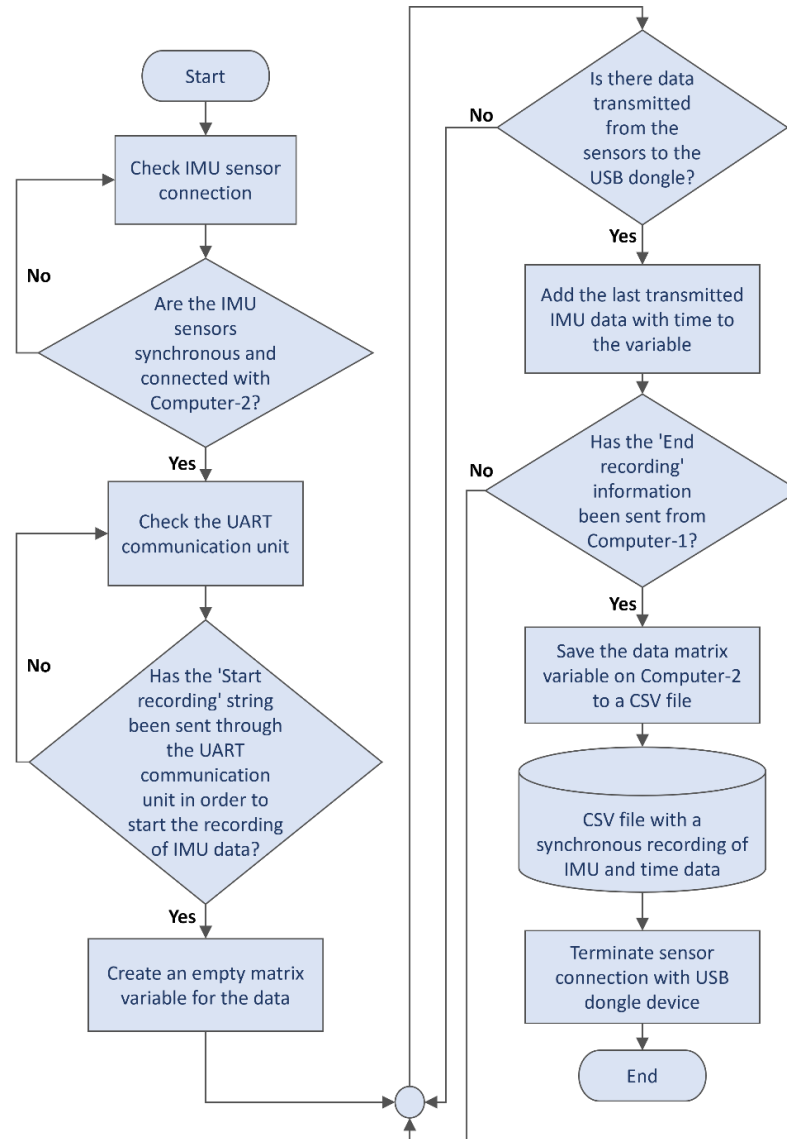 Start
Check IMU sensor
connection
No
Are the IMU
sensors
synchronous and
connected with
Computer-2?
Yes
Check the UART
communication unit
No
Has the 'Start
recording' string
been sent through
the UART
communication
unit in order to
start the recording
of IMU data?
Yes
Create an empty matrix
variable for the data
Is there data
transmitted
from the
sensors to the
USB dongle?
No
Yes
Add the last transmitted
IMU data with time to
the variable
Has the 'End
recording'
information
been sent from
Computer-1?
No
Yes
Save the data matrix
variable on Computer-2
to a CSV file
CSV file with a
synchronous recording of
IMU and time data
Terminate sensor
connection with USB
dongle device
End